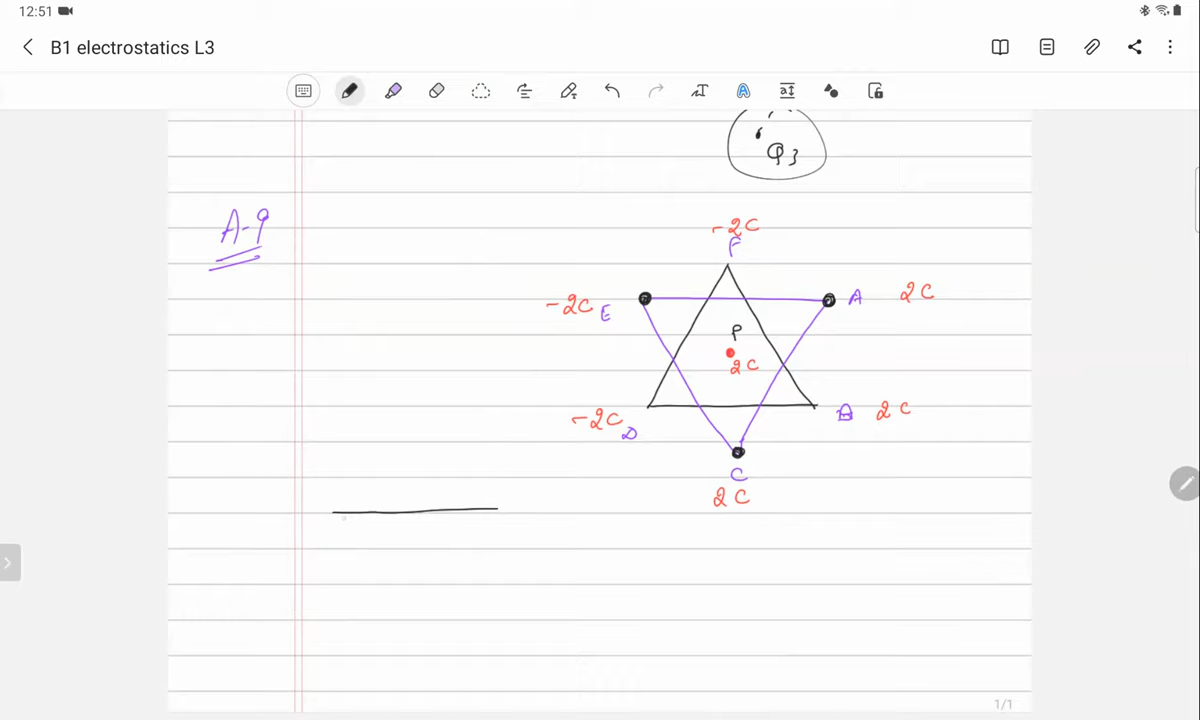 12:51
B1 electrostatics L3
Q3
A-9
-2C
F
-2C E
A 2C
P
2C
-2C D
B 2C
C
2C
1/1